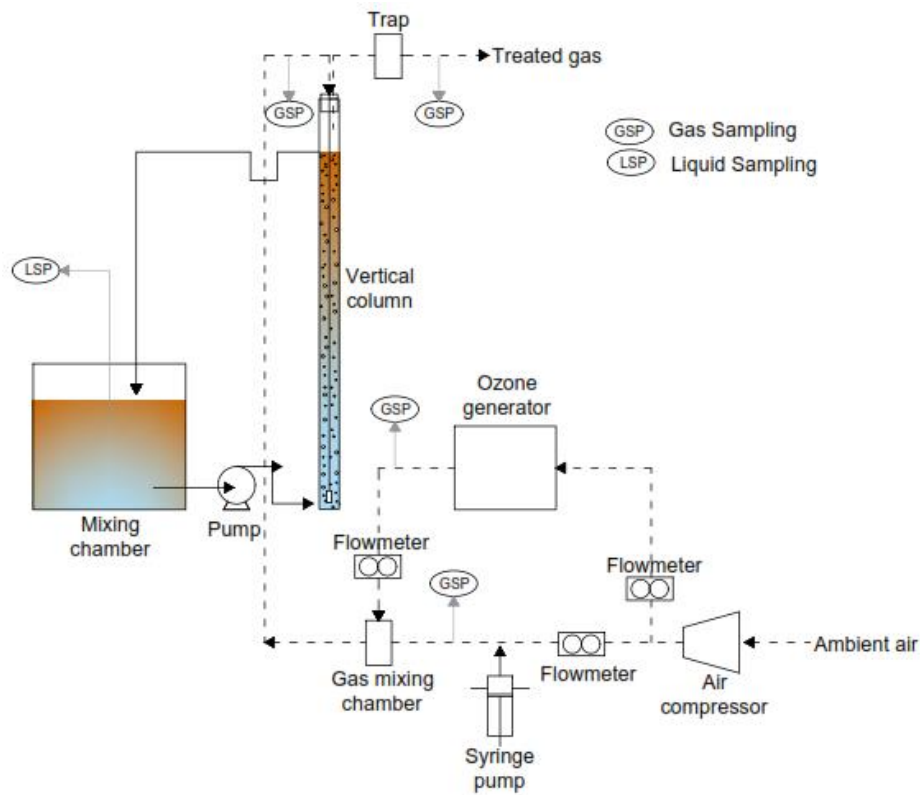 Trap
Treated gas
GSP
GSP
GSP Gas Sampling
LSP Liquid Sampling
LSP
Vertical
column
Ozone
generator
GSP
Mixing
chamber
Pump
Flowmeter
Flowmeter
GSP
Gas mixing
chamber
Flowmeter
Air
compressor
Ambient air
Syringe
pump